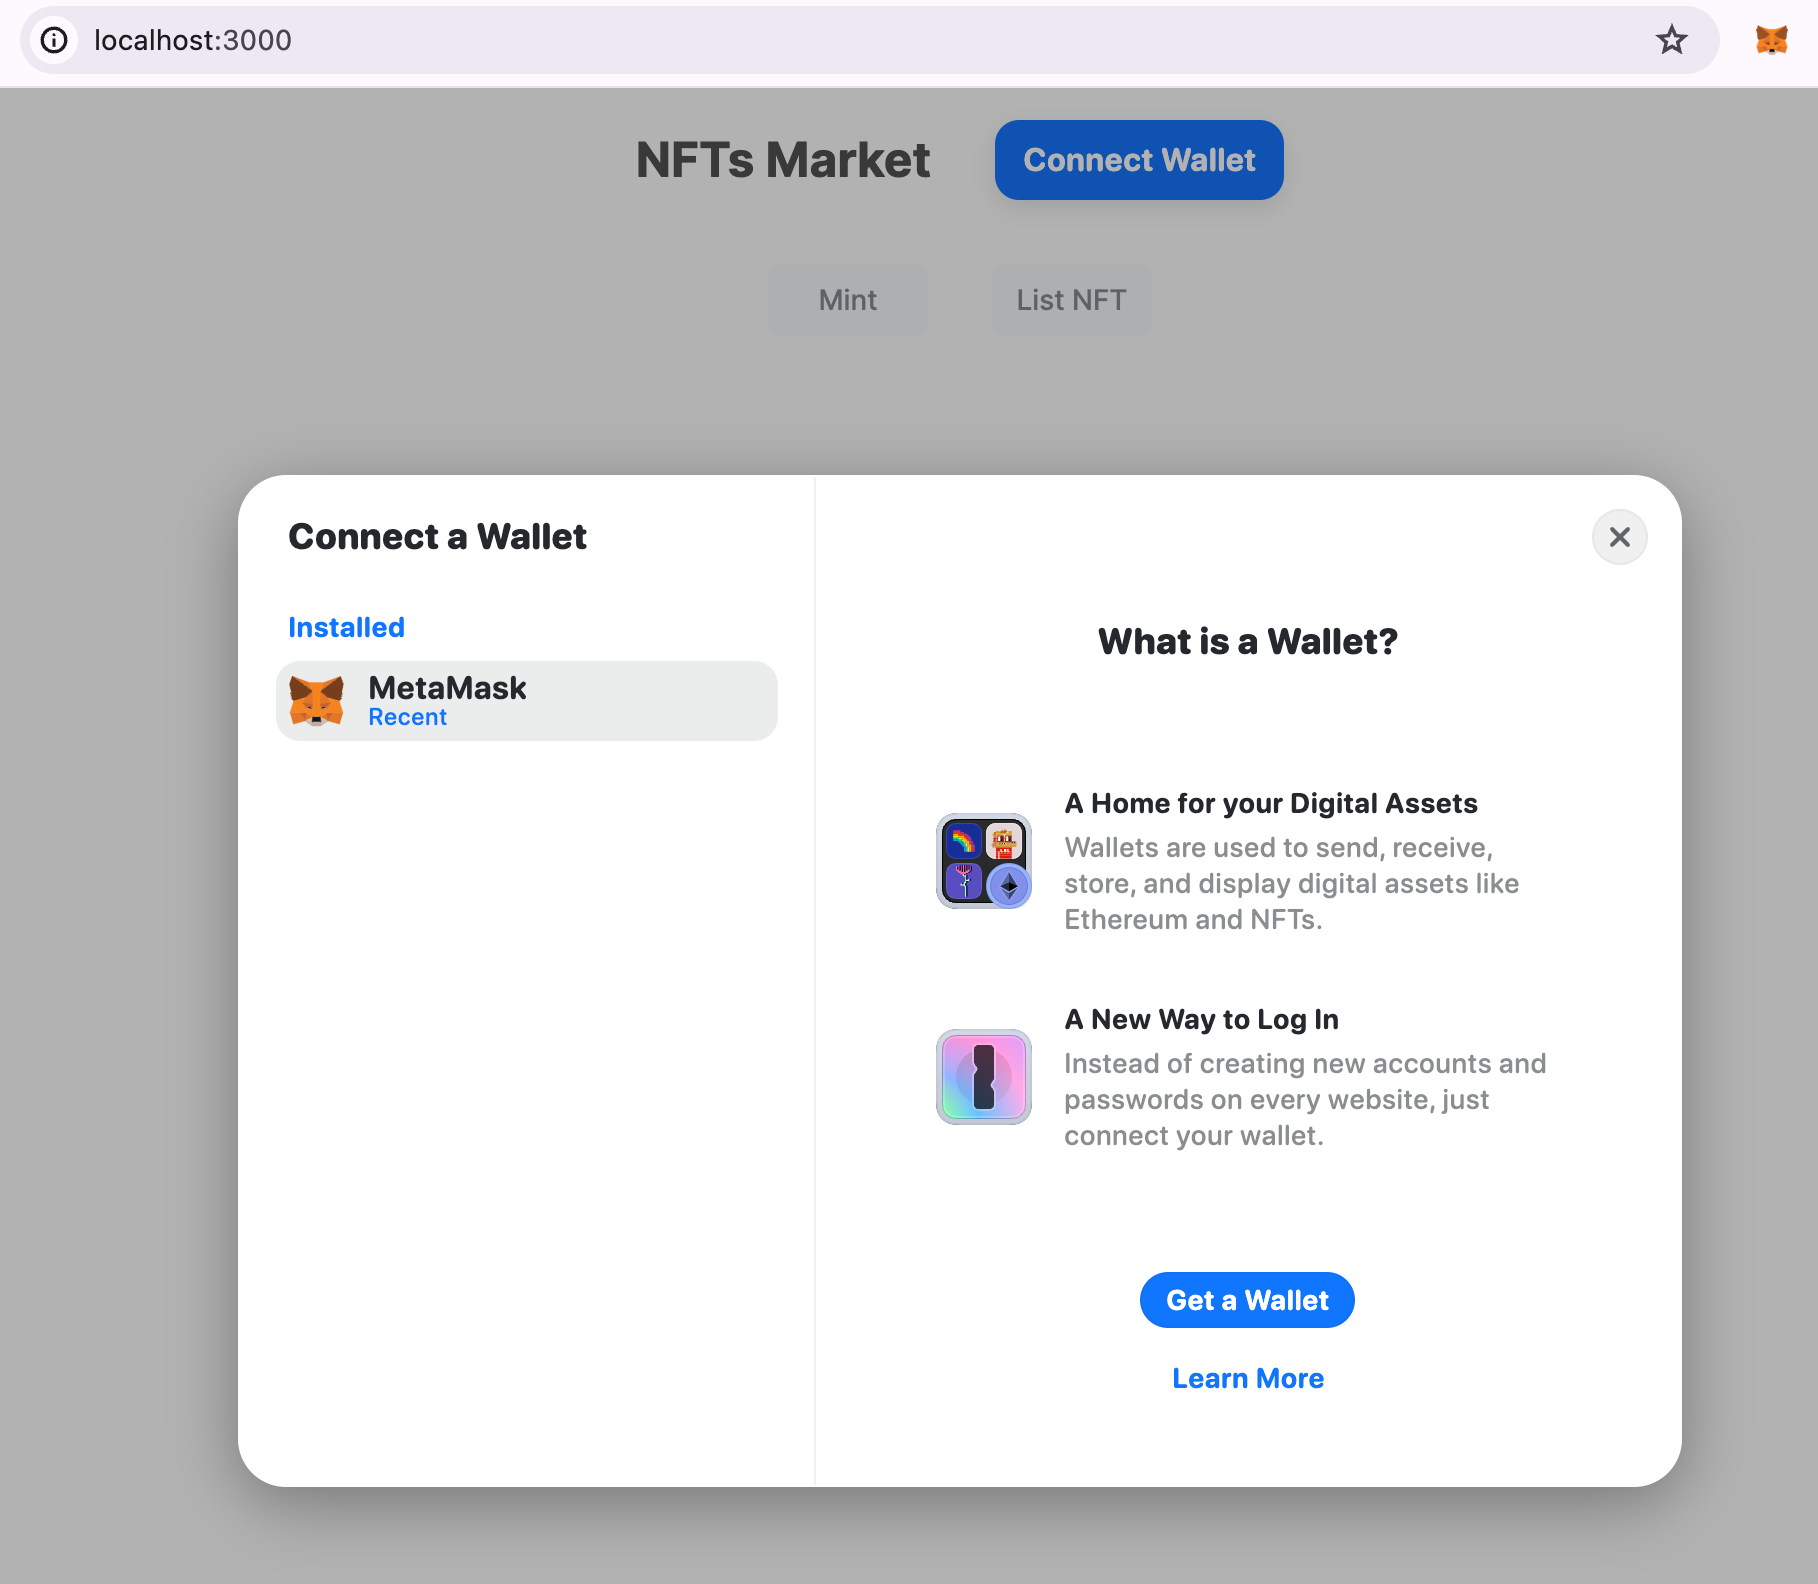 localhost:3000
NFTs Market
Connect Wallet
Mint
List NFT
Connect a Wallet
Installed
MetaMask
Recent
What is a Wallet?
A Home for your Digital Assets
Wallets are used to send, receive,
store, and display digital assets like
Ethereum and NFTs.
A New Way to Log In
Instead of creating new accounts and
passwords on every website, just
connect your wallet.
Get a Wallet
Learn More